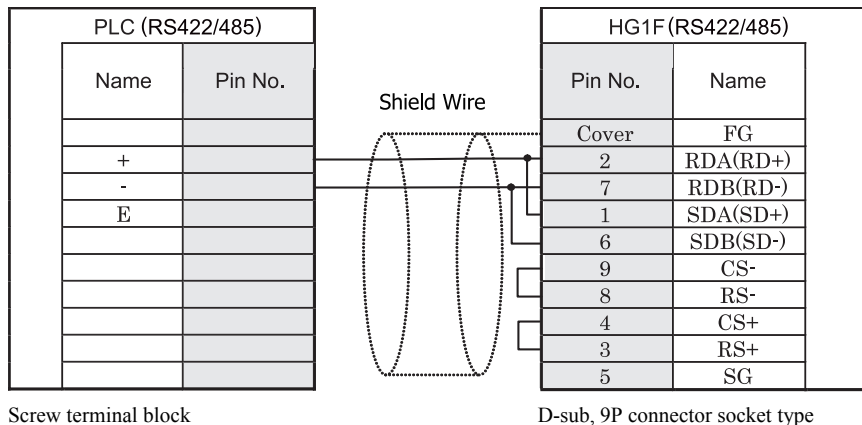 PLC (RS422/485)
HG1F (RS422/485)
Name Pin No.
Shield Wire
Pin No. Name
Cover FG
+ 2 RDA(RD+)
- 7 RDB(RD-)
E 1 SDA(SD+)
6 SDB(SD-)
9 CS-
8 RS-
4 CS+
3 RS+
5 SG
Screw terminal block
D-sub, 9P connector socket type